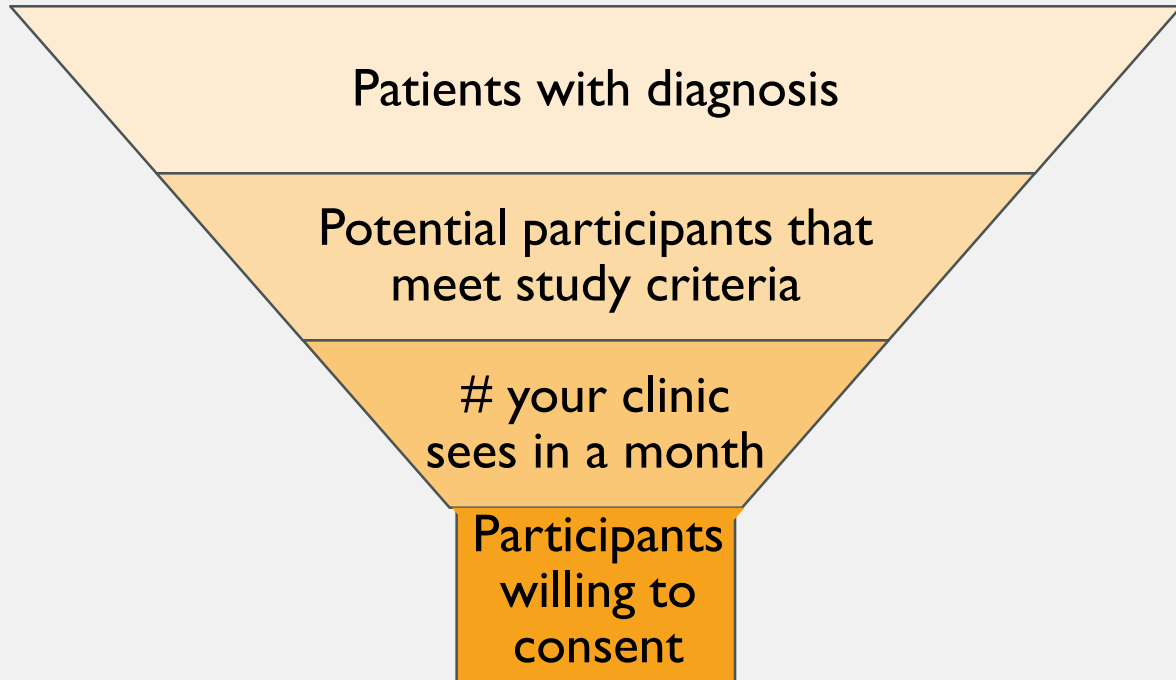 Patients with diagnosis
Potential participants that
meet study criteria
# your clinic
sees in a month
Participants
willing to
consent